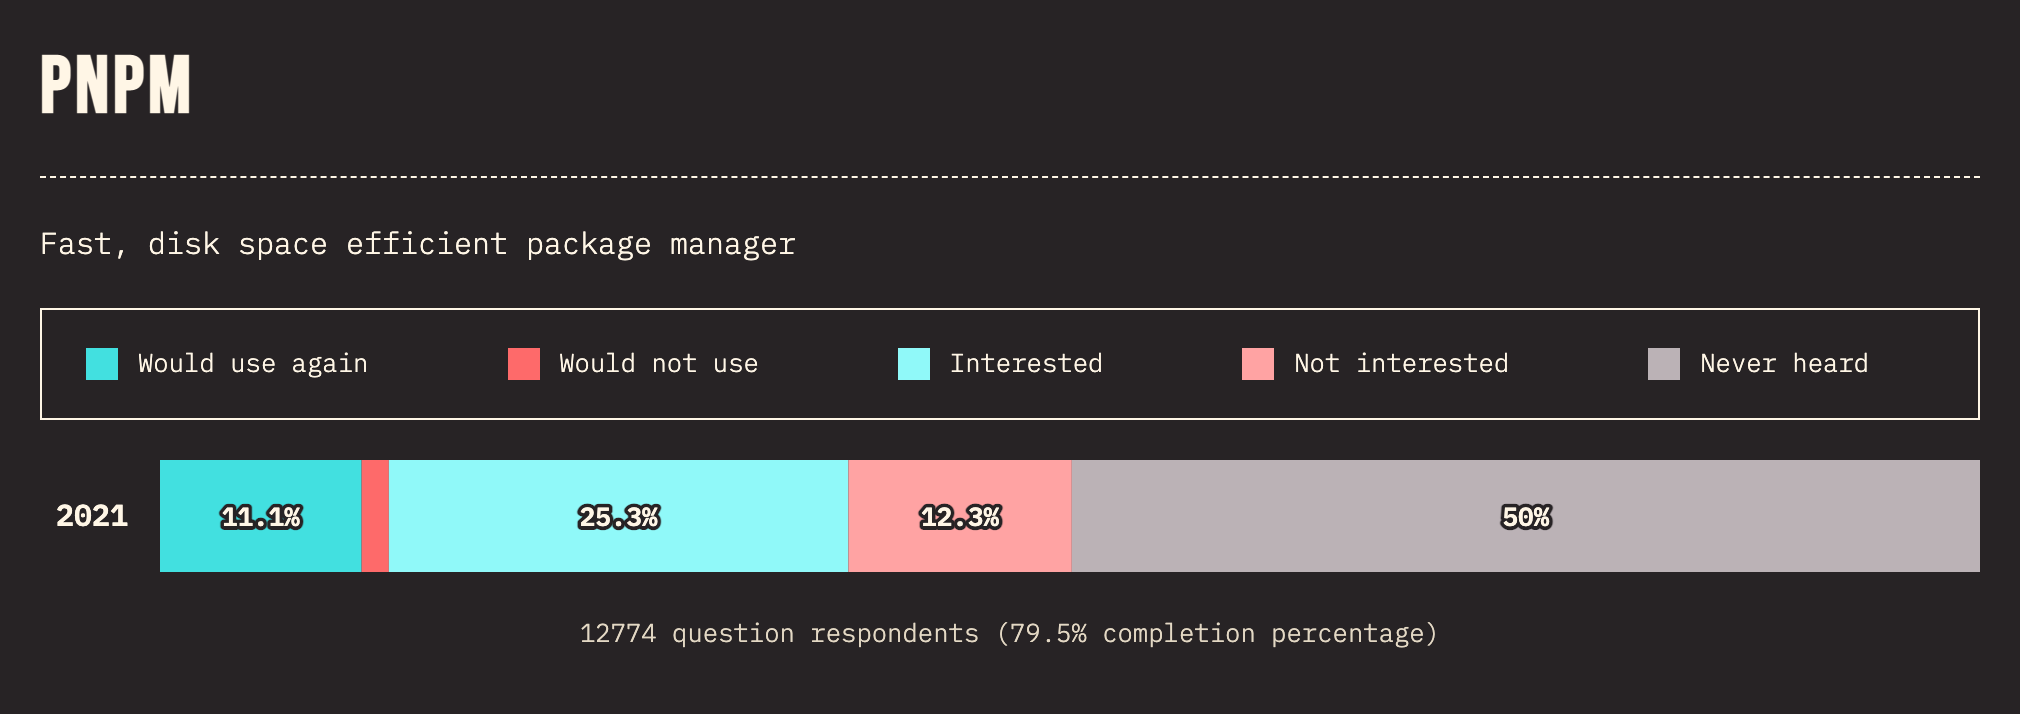 PNPM
Fast, disk space efficient package manager
Would use again Would not use Interested Not interested Never heard
2021 11.1% 25.3% 12.3% 50%
12774 question respondents (79.5% completion percentage)